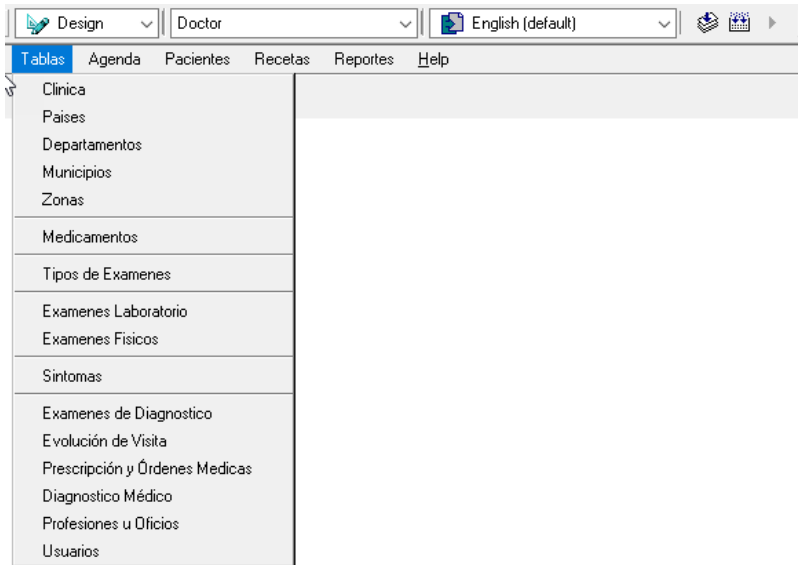 Design Doctor English (default)
Tablas Agenda Pacientes Recetas Reportes Help
Clinica
Paises
Departamentos
Municipios
Zonas
Medicamentos
Tipos de Examenes
Examenes Laboratorio
Examenes Fisicos
Sintomas
Examenes de Diagnostico
Evolución de Visita
Prescripción y Órdenes Medicas
Diagnostico Médico
Profesiones u Oficios
Usuarios